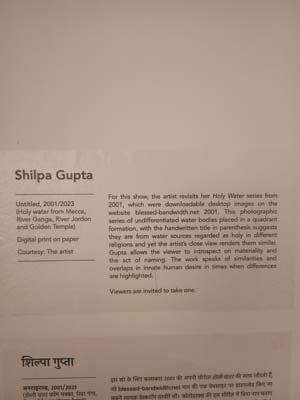 Shilpa Gupta
Untitled, 2001/2023
(Holy water from Mecca,
River Ganga, River Jordon
and Golden Temple)
Digital print on paper
Courtesy: The artist
For this show, the artist revisits her Holy Water series from
2001, which were downloadable desktop images on the
website blessed-bandwidth.net 2001. This photographic
series of undifferentiated water bodies placed in a quadrant
formation, with the handwritten title in parenthesis suggests
they are from water sources regarded as holy in different
religions and yet the artist's close view renders them similar.
Gupta allows the viewer to introspect on materiality and
the act of naming. The work speaks of similarities and
overlaps in innate human desire in times when differences
are highlighted.
Viewers are invited to take one.
शिल्पा गुप्ता
अनटाइटल्ड, 2001/2023
इस शो के लिए कलाकार 2001 की अपनी सीरीज़